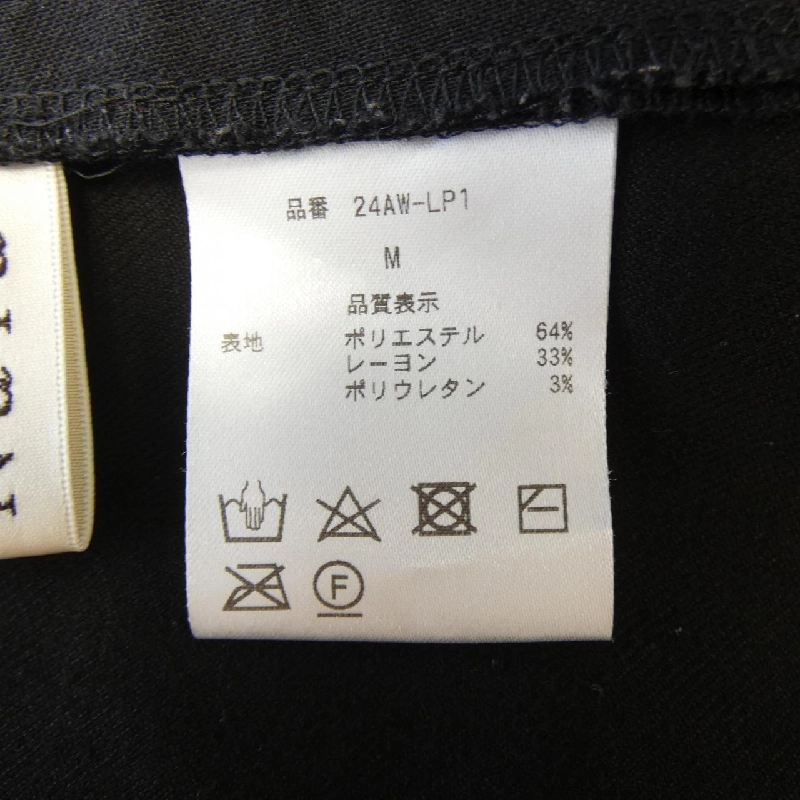 品番 24AW-LP1
M
品質表示
表地 ポリエステル 64%
レーヨン 33%
ポリウレタン 3%
F